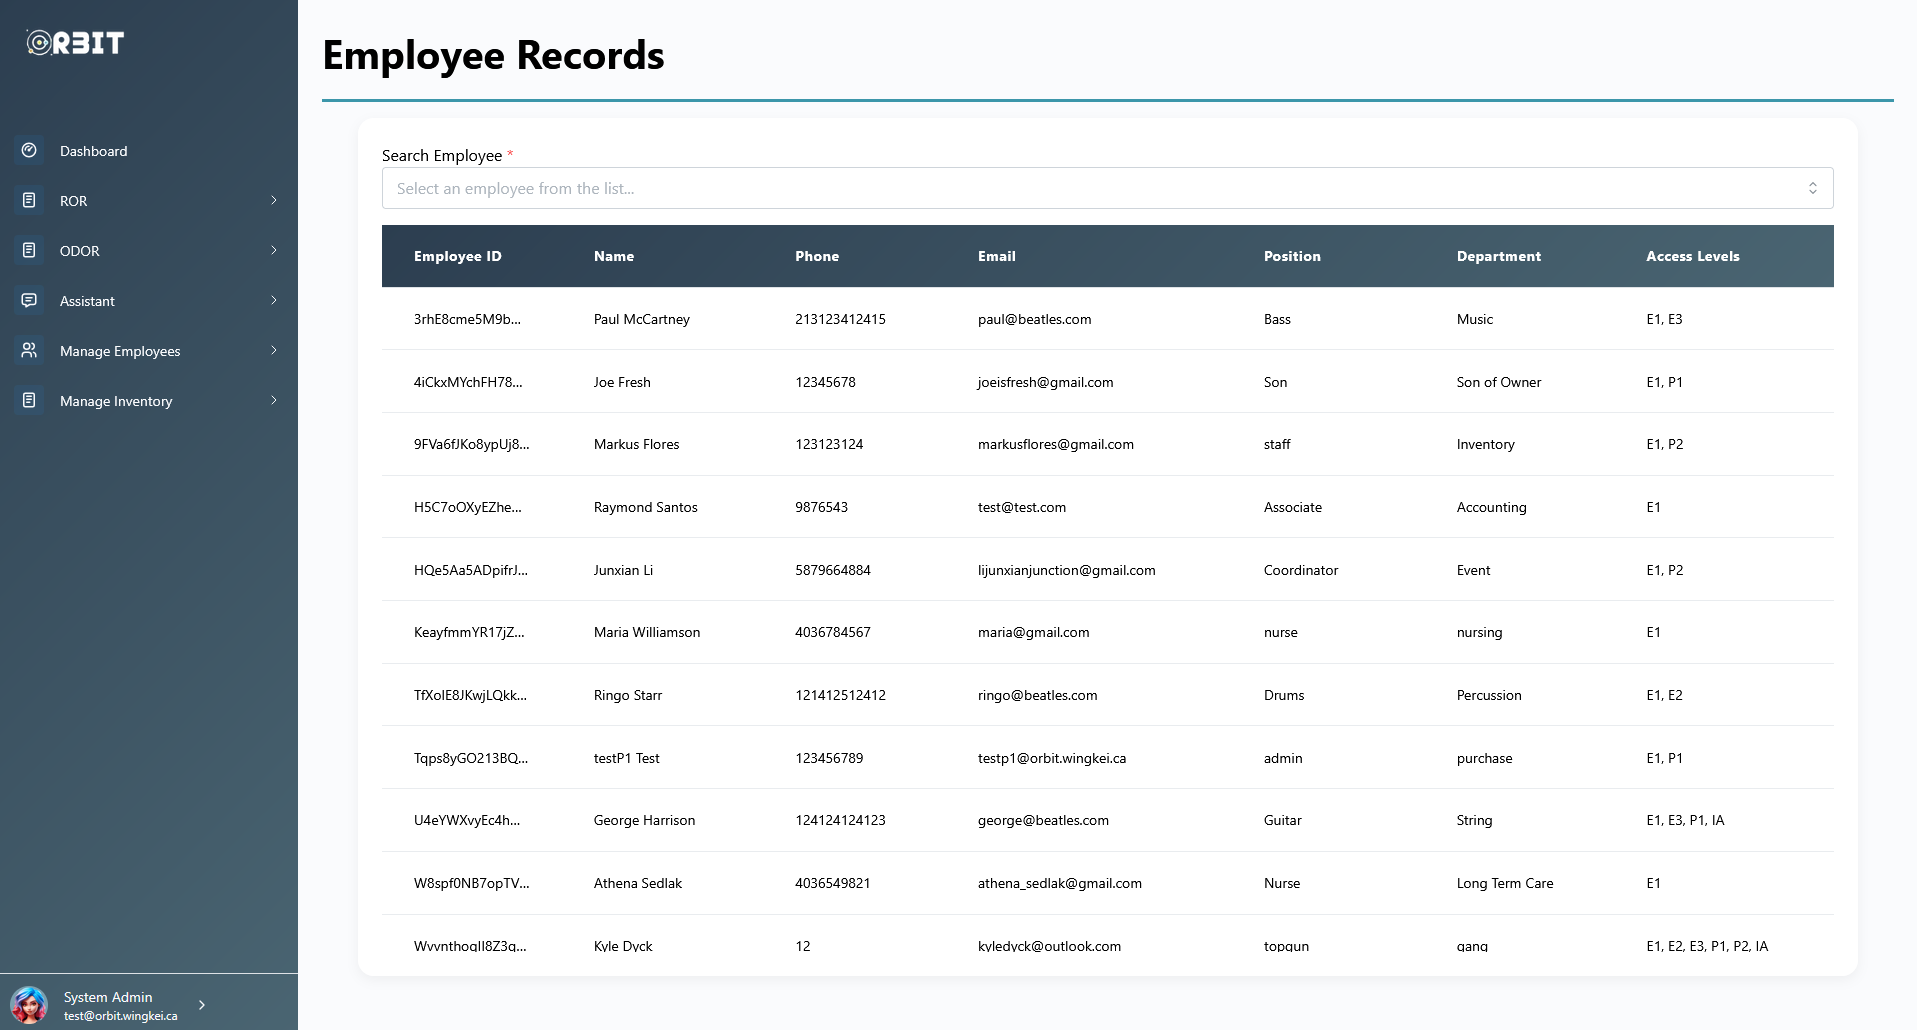 ORBIT
Dashboard
ROR
ODOR
Assistant
Manage Employees
Manage Inventory
System Admin
test@orbit.wingkei.ca
Employee Records
Search Employee *
Select an employee from the list...
Employee ID Name Phone Email Position Department Access Levels
3rhE8cme5M9b... Paul McCartney 213123412415 paul@beatles.com Bass Music E1, E3
4iCkxMYchFH78... Joe Fresh 12345678 joeisfresh@gmail.com Son Son of Owner E1, P1
9FVa6fJKo8ypUj8... Markus Flores 123123124 markusflores@gmail.com staff Inventory E1, P2
H5C7oOXyEZhe... Raymond Santos 9876543 test@test.com Associate Accounting E1
HQe5Aa5ADpifrJ... Junxian Li 5879664884 lijunxianjunction@gmail.com Coordinator Event E1, P2
KeayfmmYR17jZ... Maria Williamson 4036784567 maria@gmail.com nurse nursing E1
Ringo Starr 121412512412 ringo@beatles.com Drums Percussion E1, E2
Tqps8yGO213BQ... testP1 Test 123456789 testp1@orbit.wingkei.ca admin purchase E1, P1
U4eYWXvyEc4h... George Harrison 124124124123 george@beatles.com Guitar String E1, E3, P1, IA
W8spf0NB7opTV... Athena Sedlak 4036549821 athena_sedlak@gmail.com Nurse Long Term Care E1
Kyle Dyck 12 kyledyck@outlook.com topgun gang E1, E2, E3, P1, P2, IA